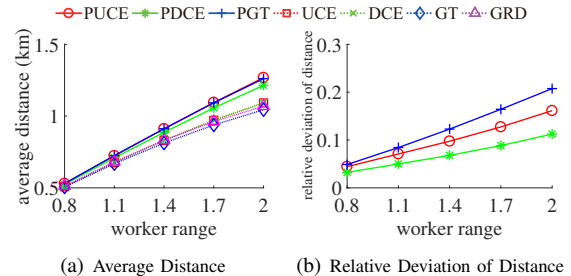 PUCE PDCE PGT UCE DCE GT GRD
average distance (km)
1.5
1
0.5
0.8 1.1 1.4 1.7 2
worker range
(a) Average Distance
relative deviation of distance
0.3
0.2
0.1
0
0.8 1.1 1.4 1.7 2
worker range
(b) Relative Deviation of Distance